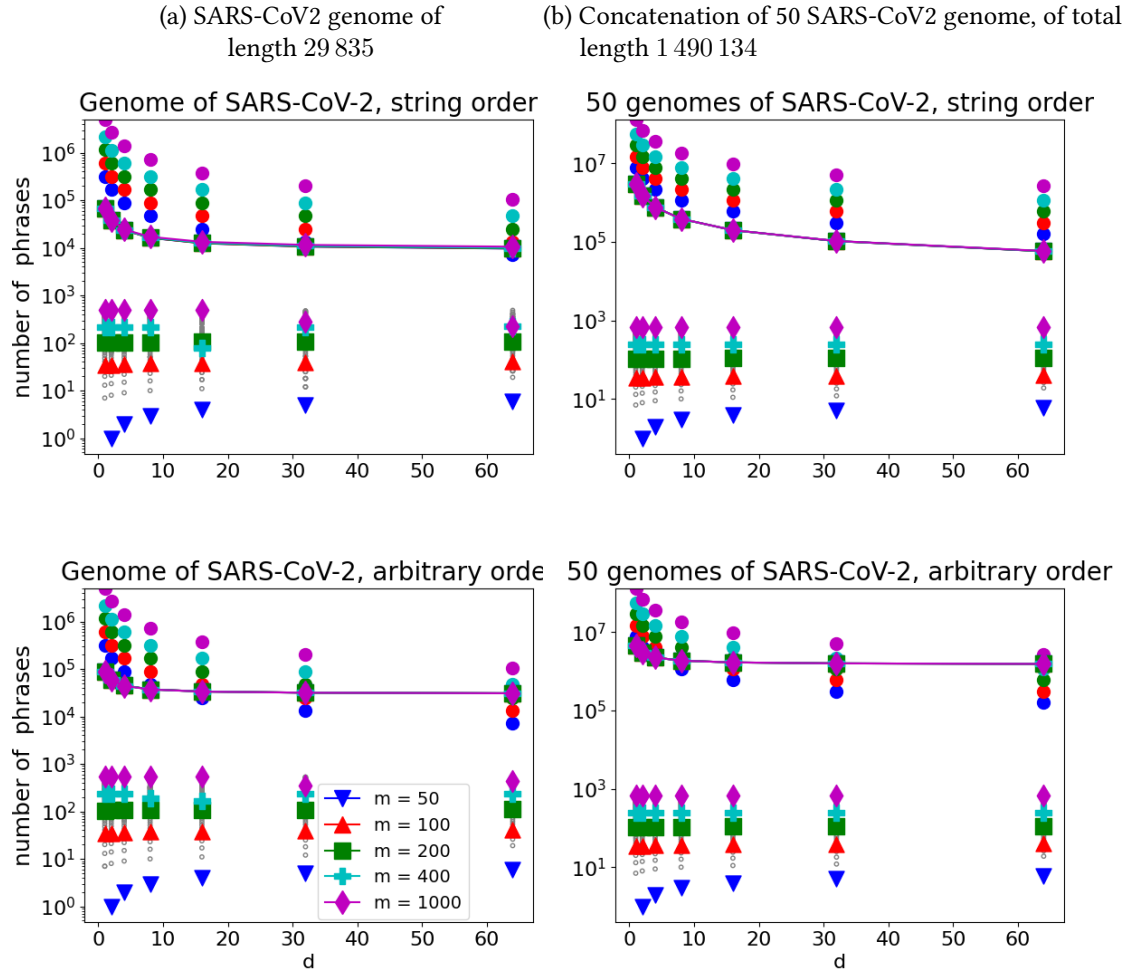 (a) SARS-CoV2 genome of
length 29 835
(b) Concatenation of 50 SARS-CoV2 genome, of total
length 1 490 134
Genome of SARS-CoV-2, string order
number of phrases
10^6
10^5
10^4
10^3
10^2
10^1
10^0
0 10 20 30 40 50 60
50 genomes of SARS-CoV-2, string order
10^7
10^5
10^3
10^1
0 10 20 30 40 50 60
Genome of SARS-CoV-2, arbitrary orde
number of phrases
10^6
10^5
10^4
10^3
10^2
10^1
10^0
m = 50
m = 100
m = 200
m = 400
m = 1000
0 10 20 30 40 50 60
d
50 genomes of SARS-CoV-2, arbitrary order
10^7
10^5
10^3
10^1
0 10 20 30 40 50 60
d